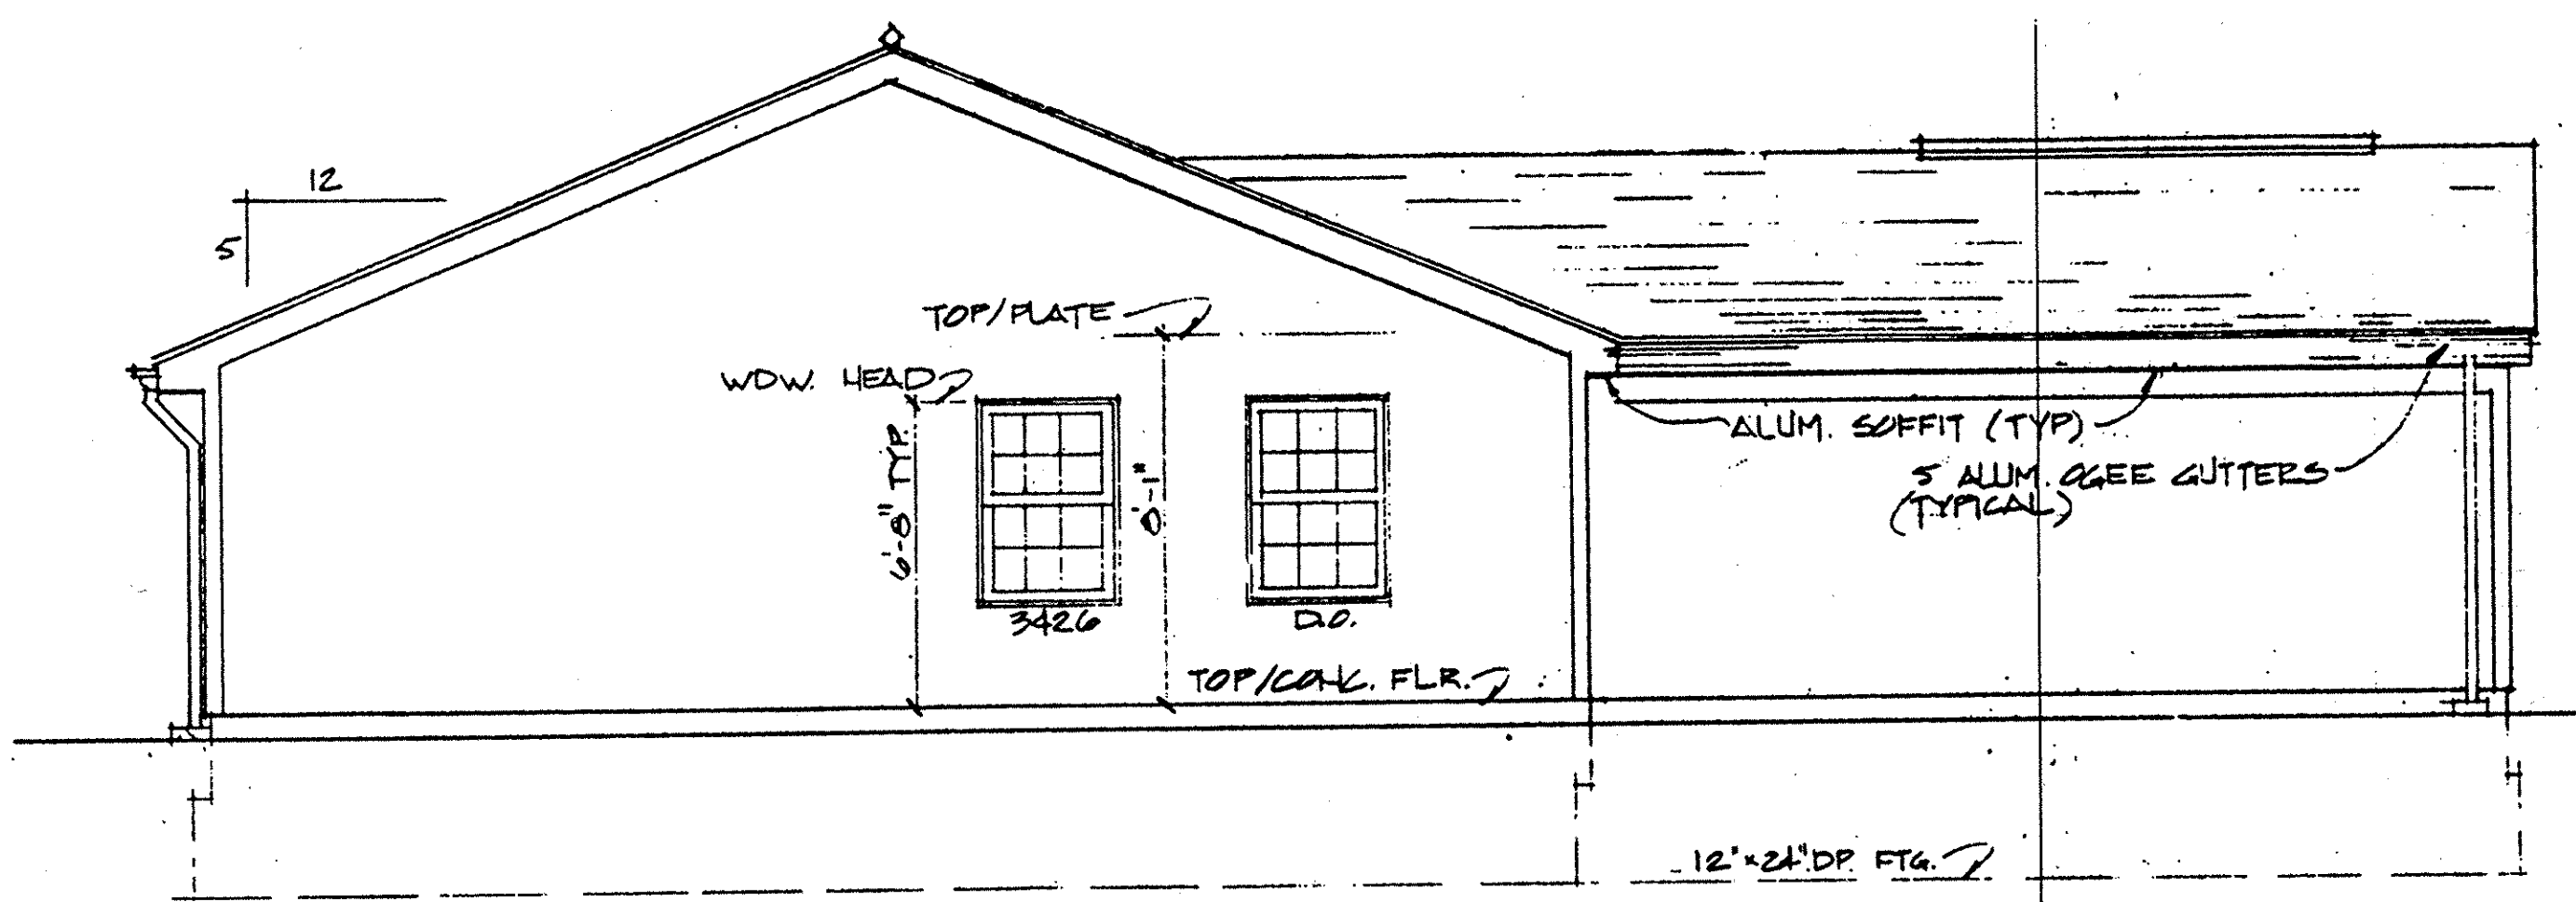 12
5
TOP/PLATE
WDW. HEAD
6'-8" TYP.
8'-1"
3426
D.O.
ALUM. SOFFIT (TYP)
5 ALUM. OGEE GUTTERS
(TYPICAL)
TOP/CONC. FLR.
12"x24" DP. FTG.